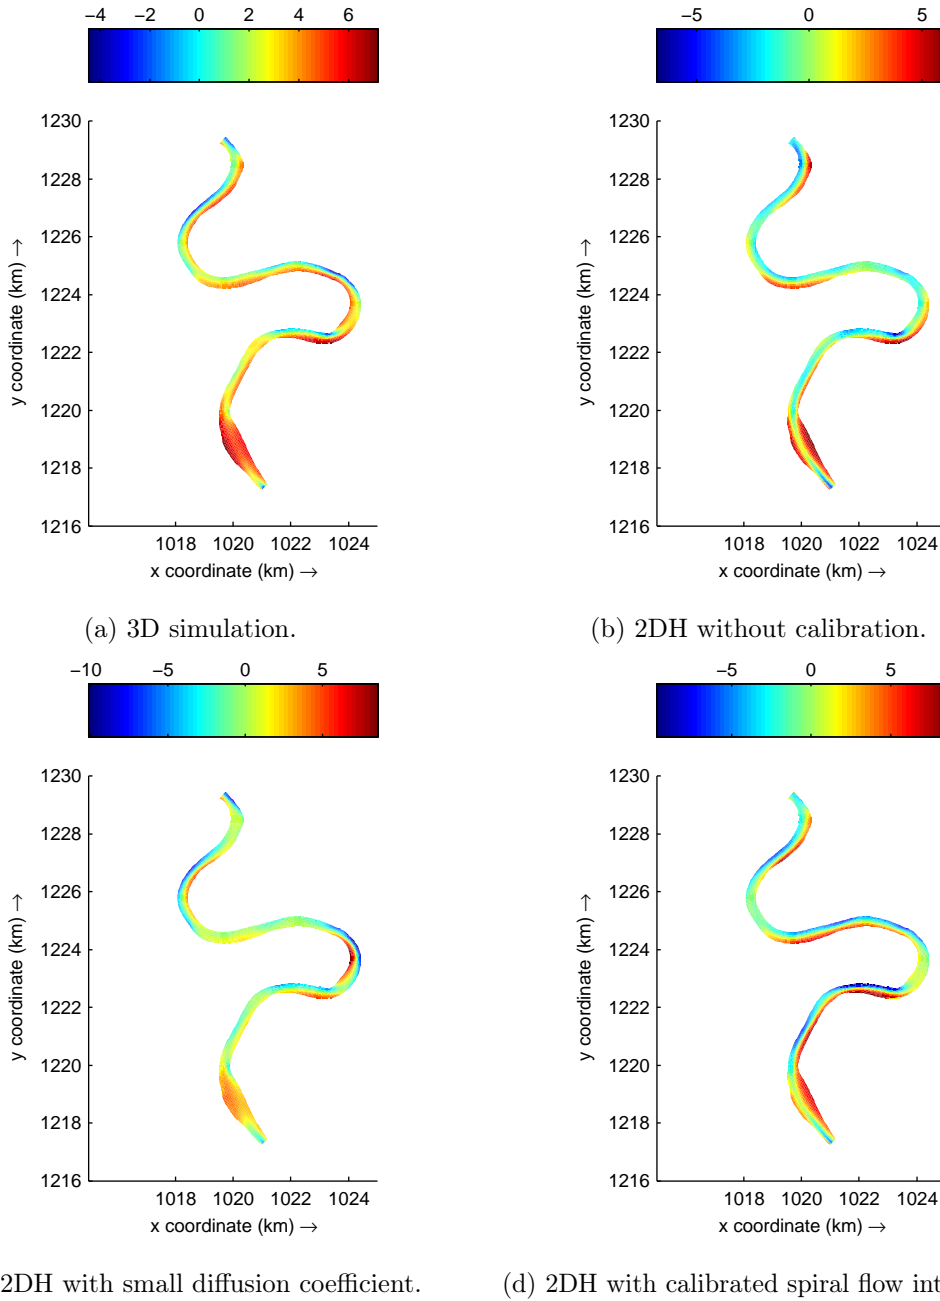 −4 −2 0 2 4 6
−5 0 5
1230 1230
1228 1228
1226 1226
1224 1224
1222 1222
1220 1220
1218 1218
1216 1216
y coordinate (km) →
y coordinate (km) →
1018 1020 1022 1024
1018 1020 1022 1024
x coordinate (km) →
x coordinate (km) →
(a) 3D simulation.
(b) 2DH without calibration.
−10 −5 0 5
−5 0 5
1230 1230
1228 1228
1226 1226
1224 1224
1222 1222
1220 1220
1218 1218
1216 1216
y coordinate (km) →
y coordinate (km) →
1018 1020 1022 1024
1018 1020 1022 1024
x coordinate (km) →
x coordinate (km) →
2DH with small diffusion coefficient.
(d) 2DH with calibrated spiral flow int